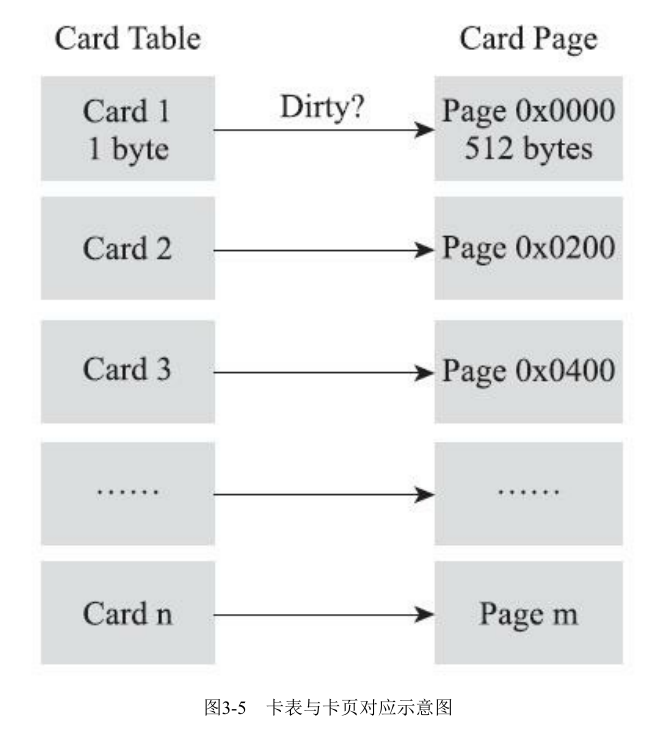 Card Table
Card Page
Card 1
1 byte
Dirty?
Page 0x0000
512 bytes
Card 2
Page 0x0200
Card 3
Page 0x0400
······
······
Card n
Page m
图3-5 卡表与卡页对应示意图